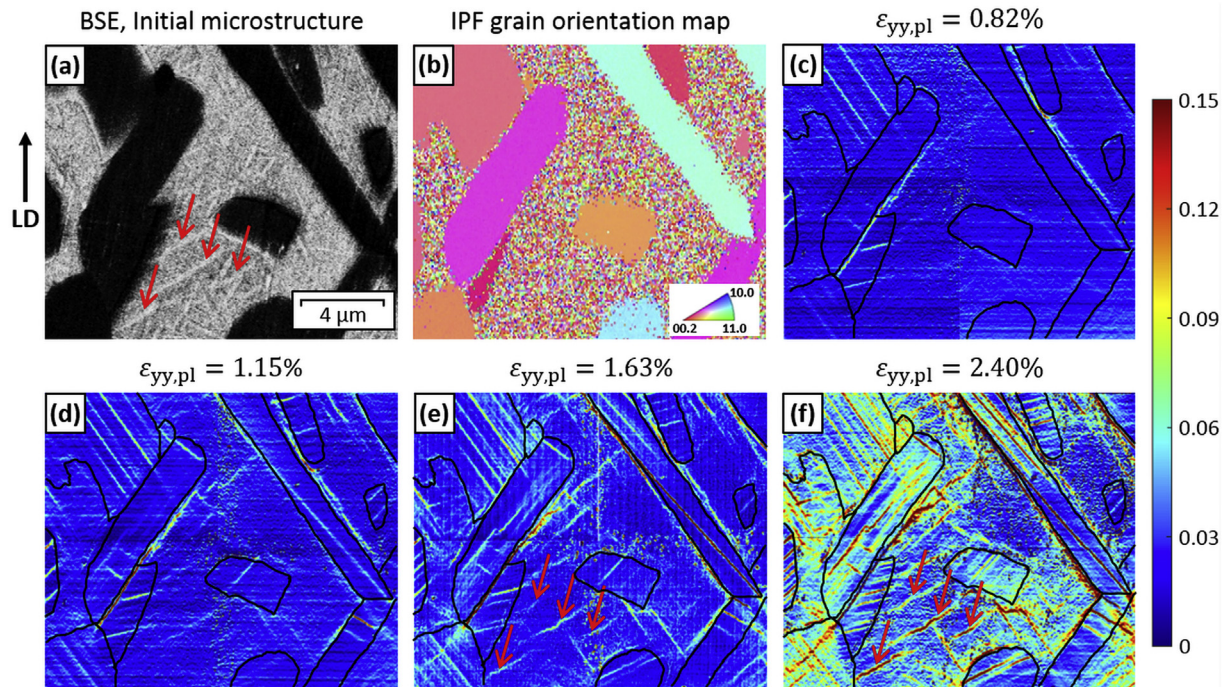 BSE, Initial microstructure
IPF grain orientation map
εyy,pl = 0.82%
(a)
(b)
(c)
0.15
LD
4 μm
10.0
00.2
11.0
0.12
0.09
εyy,pl = 1.15%
εyy,pl = 1.63%
εyy,pl = 2.40%
(d)
(e)
(f)
0.06
0.03
0